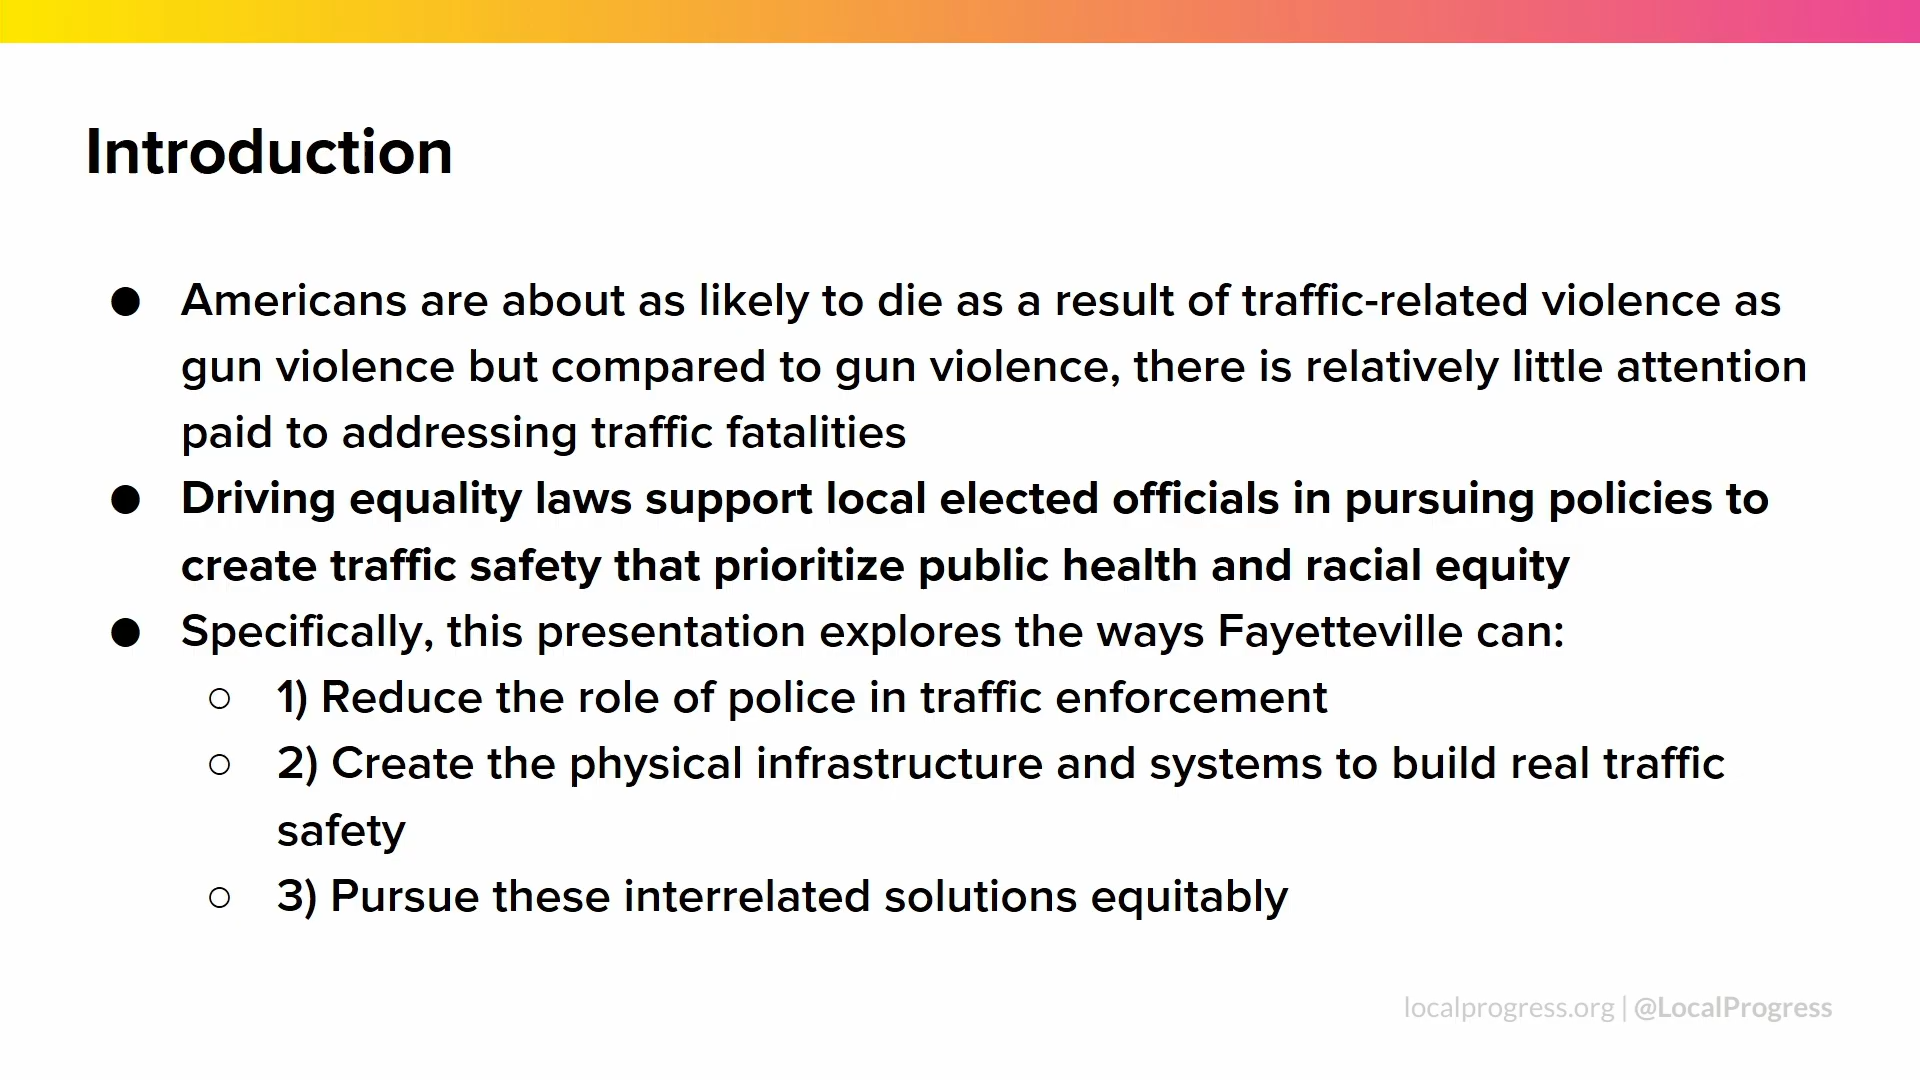 Introduction
● Americans are about as likely to die as a result of traffic-related violence as
gun violence but compared to gun violence, there is relatively little attention
paid to addressing traffic fatalities
● Driving equality laws support local elected officials in pursuing policies to
create traffic safety that prioritize public health and racial equity
● Specifically, this presentation explores the ways Fayetteville can:
○ 1) Reduce the role of police in traffic enforcement
○ 2) Create the physical infrastructure and systems to build real traffic
safety
○ 3) Pursue these interrelated solutions equitably
localprogress.org | @LocalProgress